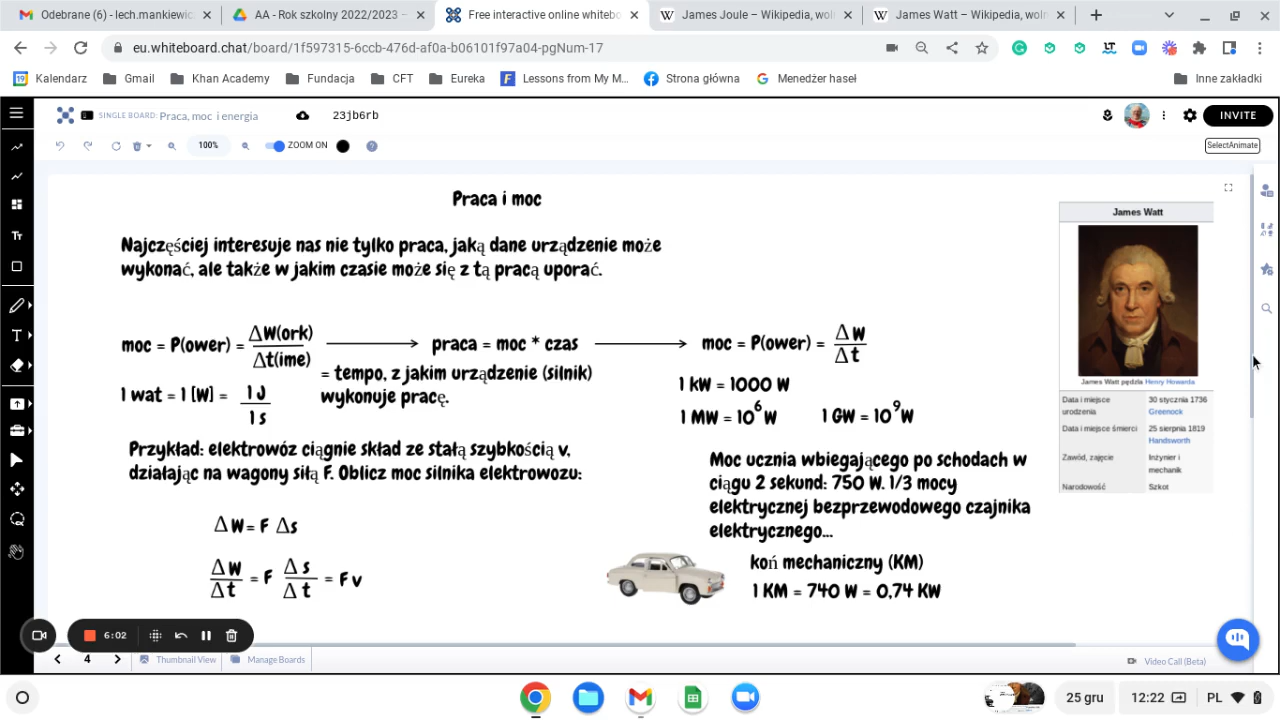 Odebrane (6) - lech.mankiewic
AA - Rok szkolny 2022/2023 –
Free interactive online whitebo
James Joule – Wikipedia, woln
James Watt – Wikipedia, woln
eu.whiteboard.chat/board/1f597315-6ccb-476d-af0a-b06101f97a04-pgNum-17
Kalendarz
Gmail
Khan Academy
Fundacja
CFT
Eureka
Lessons from My M...
Strona główna
Menedżer haseł
Inne zakładki
SINGLE BOARD: Praca, moc i energia
23jb6rb
INVITE
100%
ZOOM ON
SelectAnimate
Praca i moc
Najczęściej interesuje nas nie tylko praca, jaką dane urządzenie może
wykonać, ale także w jakim czasie może się z tą pracą uporać.
moc = P(ower) = ΔW(ork) / Δt(ime)
praca = moc * czas
moc = P(ower) = ΔW / Δt
= tempo, z jakim urządzenie (silnik)
wykonuje pracę.
1 wat = 1 [W] = 1 J / 1 s
1 kW = 1000 W
1 MW = 10⁶ W 1 GW = 10⁹ W
Przykład: elektrowóz ciągnie skład ze stałą szybkością v,
działając na wagony siłą F. Oblicz moc silnika elektrowozu:
ΔW = F Δs
ΔW / Δt = F Δs / Δt = F v
Moc ucznia wbiegającego po schodach w
ciągu 2 sekund: 750 W. 1/3 mocy
elektrycznej bezprzewodowego czajnika
elektrycznego...
koń mechaniczny (KM)
1 KM = 740 W = 0,74 KW
James Watt
James Watt pędzla Henry Howarda
Data i miejsce urodzenia
30 stycznia 1736
Greenock
Data i miejsce śmierci
25 sierpnia 1819
Handsworth
Zawód, zajęcie
Inżynier i
mechanik
Narodowość
Szkot
6:02
4
Thumbnail View
Manage Boards
Video Call (Beta)
25 gru
12:22
PL